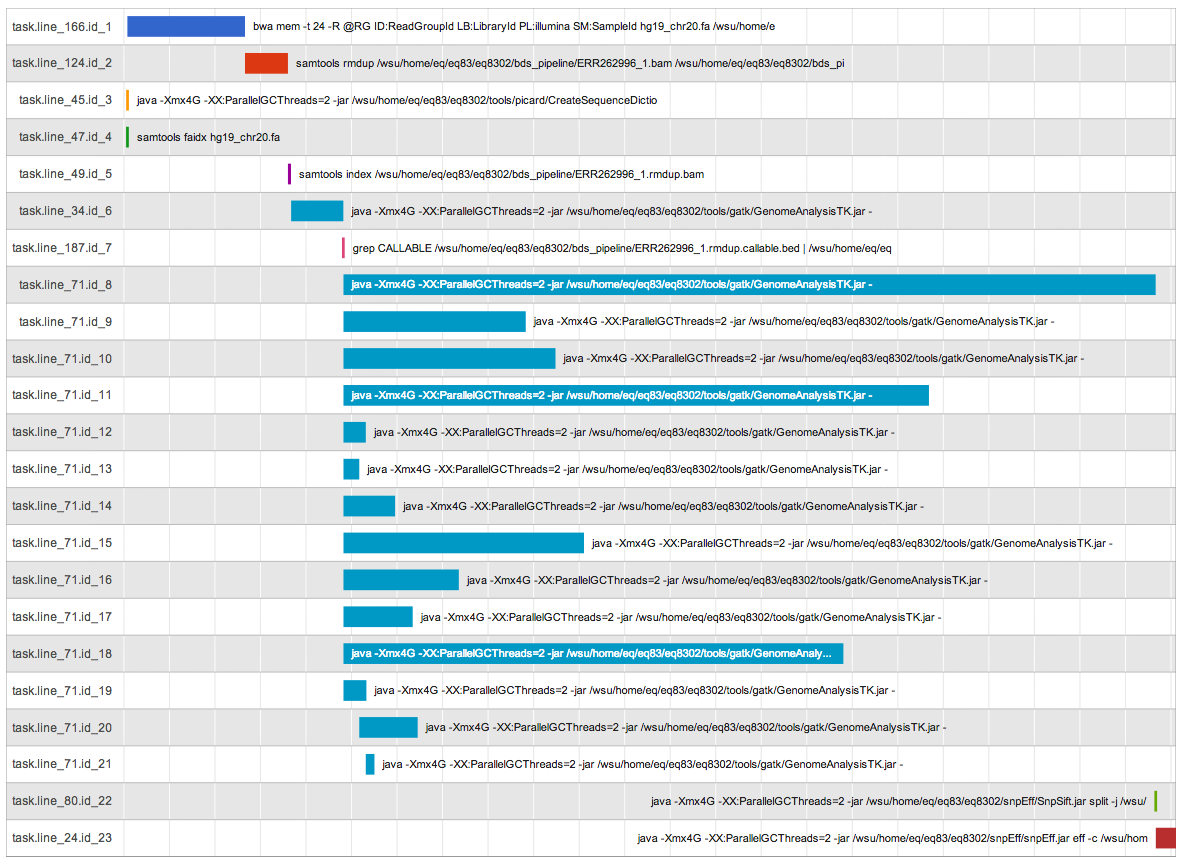 task.line_166.id_1 bwa mem -t 24 -R @RG ID:ReadGroupId LB:LibraryId PL:illumina SM:SampleId hg19_chr20.fa /wsu/home/e
task.line_124.id_2 samtools rmdup /wsu/home/eq/eq83/eq8302/bds_pipeline/ERR262996_1.bam /wsu/home/eq/eq83/eq8302/bds_pi
task.line_45.id_3 java -Xmx4G -XX:ParallelGCThreads=2 -jar /wsu/home/eq/eq83/eq8302/tools/picard/CreateSequenceDictio
task.line_47.id_4 samtools faidx hg19_chr20.fa
task.line_49.id_5 samtools index /wsu/home/eq/eq83/eq8302/bds_pipeline/ERR262996_1.rmdup.bam
task.line_34.id_6 java -Xmx4G -XX:ParallelGCThreads=2 -jar /wsu/home/eq/eq83/eq8302/tools/gatk/GenomeAnalysisTK.jar -
task.line_187.id_7 grep CALLABLE /wsu/home/eq/eq83/eq8302/bds_pipeline/ERR262996_1.rmdup.callable.bed | /wsu/home/eq/eq
task.line_71.id_8 java -Xmx4G -XX:ParallelGCThreads=2 -jar /wsu/home/eq/eq83/eq8302/tools/gatk/GenomeAnalysisTK.jar -
task.line_71.id_9 java -Xmx4G -XX:ParallelGCThreads=2 -jar /wsu/home/eq/eq83/eq8302/tools/gatk/GenomeAnalysisTK.jar -
task.line_71.id_10 java -Xmx4G -XX:ParallelGCThreads=2 -jar /wsu/home/eq/eq83/eq8302/tools/gatk/GenomeAnalysisTK.jar -
task.line_71.id_11 java -Xmx4G -XX:ParallelGCThreads=2 -jar /wsu/home/eq/eq83/eq8302/tools/gatk/GenomeAnalysisTK.jar -
task.line_71.id_12 java -Xmx4G -XX:ParallelGCThreads=2 -jar /wsu/home/eq/eq83/eq8302/tools/gatk/GenomeAnalysisTK.jar -
task.line_71.id_13 java -Xmx4G -XX:ParallelGCThreads=2 -jar /wsu/home/eq/eq83/eq8302/tools/gatk/GenomeAnalysisTK.jar -
task.line_71.id_14 java -Xmx4G -XX:ParallelGCThreads=2 -jar /wsu/home/eq/eq83/eq8302/tools/gatk/GenomeAnalysisTK.jar -
task.line_71.id_15 java -Xmx4G -XX:ParallelGCThreads=2 -jar /wsu/home/eq/eq83/eq8302/tools/gatk/GenomeAnalysisTK.jar -
task.line_71.id_16 java -Xmx4G -XX:ParallelGCThreads=2 -jar /wsu/home/eq/eq83/eq8302/tools/gatk/GenomeAnalysisTK.jar -
task.line_71.id_17 java -Xmx4G -XX:ParallelGCThreads=2 -jar /wsu/home/eq/eq83/eq8302/tools/gatk/GenomeAnalysisTK.jar -
task.line_71.id_18 java -Xmx4G -XX:ParallelGCThreads=2 -jar /wsu/home/eq/eq83/eq8302/tools/gatk/GenomeAnaly...
task.line_71.id_19 java -Xmx4G -XX:ParallelGCThreads=2 -jar /wsu/home/eq/eq83/eq8302/tools/gatk/GenomeAnalysisTK.jar -
task.line_71.id_20 java -Xmx4G -XX:ParallelGCThreads=2 -jar /wsu/home/eq/eq83/eq8302/tools/gatk/GenomeAnalysisTK.jar -
task.line_71.id_21 java -Xmx4G -XX:ParallelGCThreads=2 -jar /wsu/home/eq/eq83/eq8302/tools/gatk/GenomeAnalysisTK.jar -
task.line_80.id_22 java -Xmx4G -XX:ParallelGCThreads=2 -jar /wsu/home/eq/eq83/eq8302/snpEff/SnpSift.jar split -j /wsu/
task.line_24.id_23 java -Xmx4G -XX:ParallelGCThreads=2 -jar /wsu/home/eq/eq83/eq8302/snpEff/snpEff.jar eff -c /wsu/hom